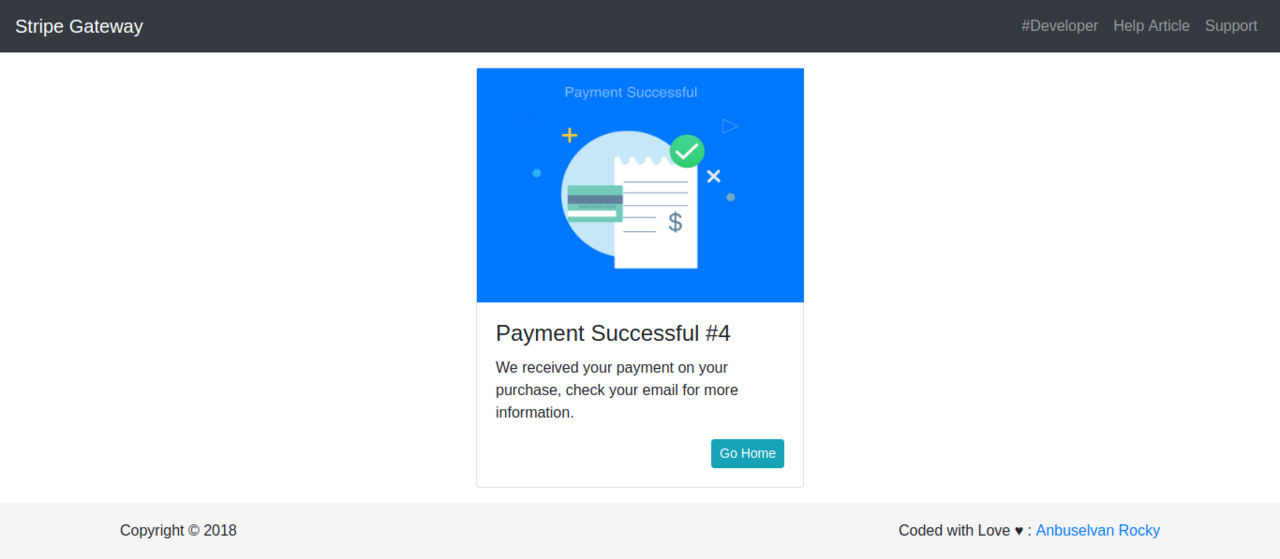 Stripe Gateway
#Developer Help Article Support
Payment Successful
$
Payment Successful #4
We received your payment on your
purchase, check your email for more
information.
Go Home
Copyright © 2018
Coded with Love ♥ : Anbuselvan Rocky